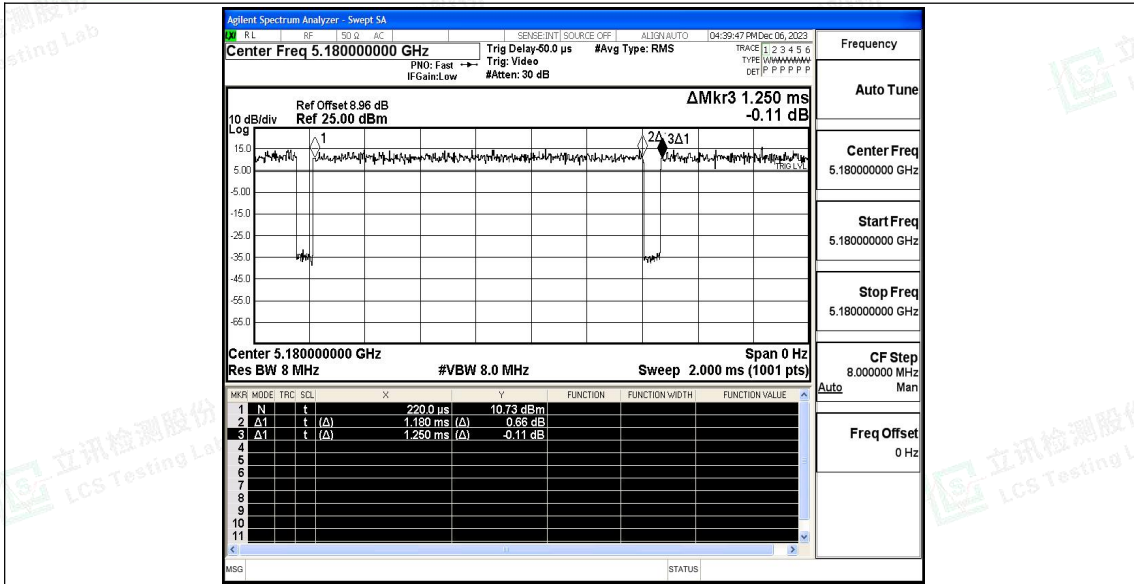 Agilent Spectrum Analyzer - Swept SA
LXI RL RF 50 Ω AC SENSE:INT SOURCE OFF ALIGN AUTO 04:39:47 PM Dec 06, 2023
Center Freq 5.180000000 GHz Trig Delay-50.0 µs #Avg Type: RMS TRACE 1 2 3 4 5 6
PNO: Fast Trig: Video TYPE WWWWWW
IFGain:Low #Atten: 30 dB DET P P P P P P
ΔMkr3 1.250 ms
-0.11 dB
Ref Offset 8.96 dB
10 dB/div Ref 25.00 dBm
Log
15.0
5.00
-5.00
-15.0
-25.0
-35.0
-45.0
-55.0
-65.0
1
2Δ 3Δ1
TRIG LVL
Center 5.180000000 GHz Span 0 Hz
Res BW 8 MHz #VBW 8.0 MHz Sweep 2.000 ms (1001 pts)
MKR MODE TRC SCL X Y FUNCTION FUNCTION WIDTH FUNCTION VALUE
1 N t 220.0 µs 10.73 dBm
2 Δ1 t (Δ) 1.180 ms (Δ) 0.66 dB
3 Δ1 t (Δ) 1.250 ms (Δ) -0.11 dB
4
5
6
7
8
9
10
11
MSG STATUS
Frequency
Auto Tune
Center Freq
5.180000000 GHz
Start Freq
5.180000000 GHz
Stop Freq
5.180000000 GHz
CF Step
8.000000 MHz
Auto Man
Freq Offset
0 Hz
立讯检测股份
LCS Testing Lab